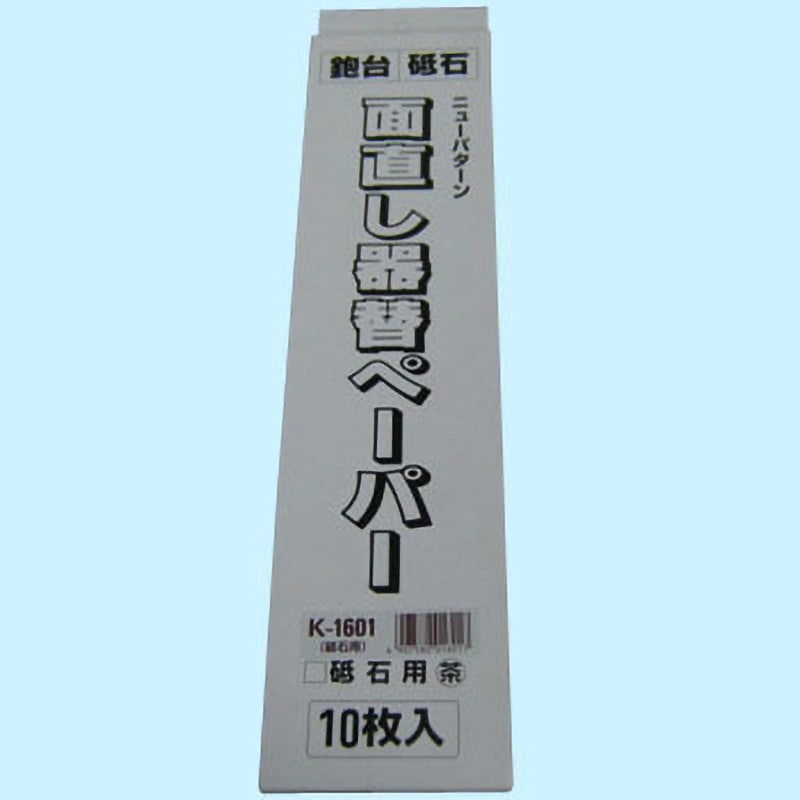 鉋台 砥石
ニューパターン
面直し器替ペーパー
K-1601
(砥石用)
砥石用 茶
10枚入